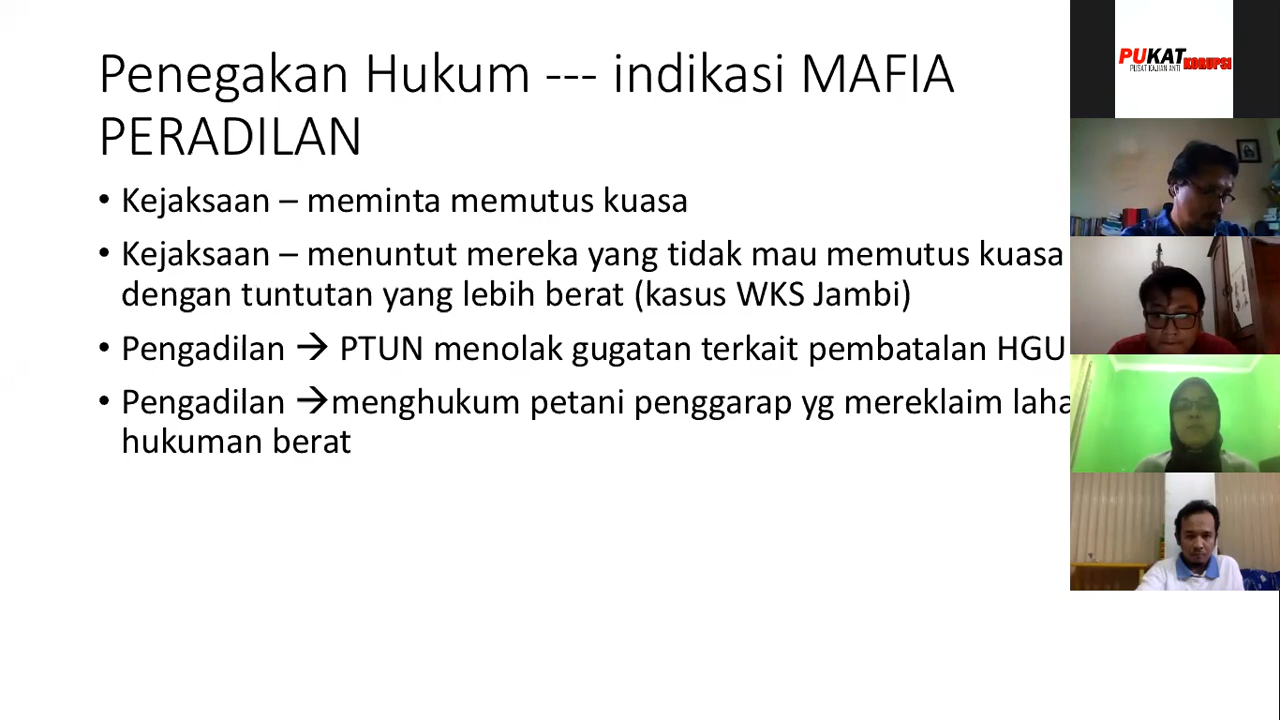 Penegakan Hukum --- indikasi MAFIA
PERADILAN
• Kejaksaan – meminta memutus kuasa
• Kejaksaan – menuntut mereka yang tidak mau memutus kuasa
dengan tuntutan yang lebih berat (kasus WKS Jambi)
• Pengadilan → PTUN menolak gugatan terkait pembatalan HGU
• Pengadilan →menghukum petani penggarap yg mereklaim
hukuman berat
PUKAT
PUSAT KAJIAN ANTI KORUPSI